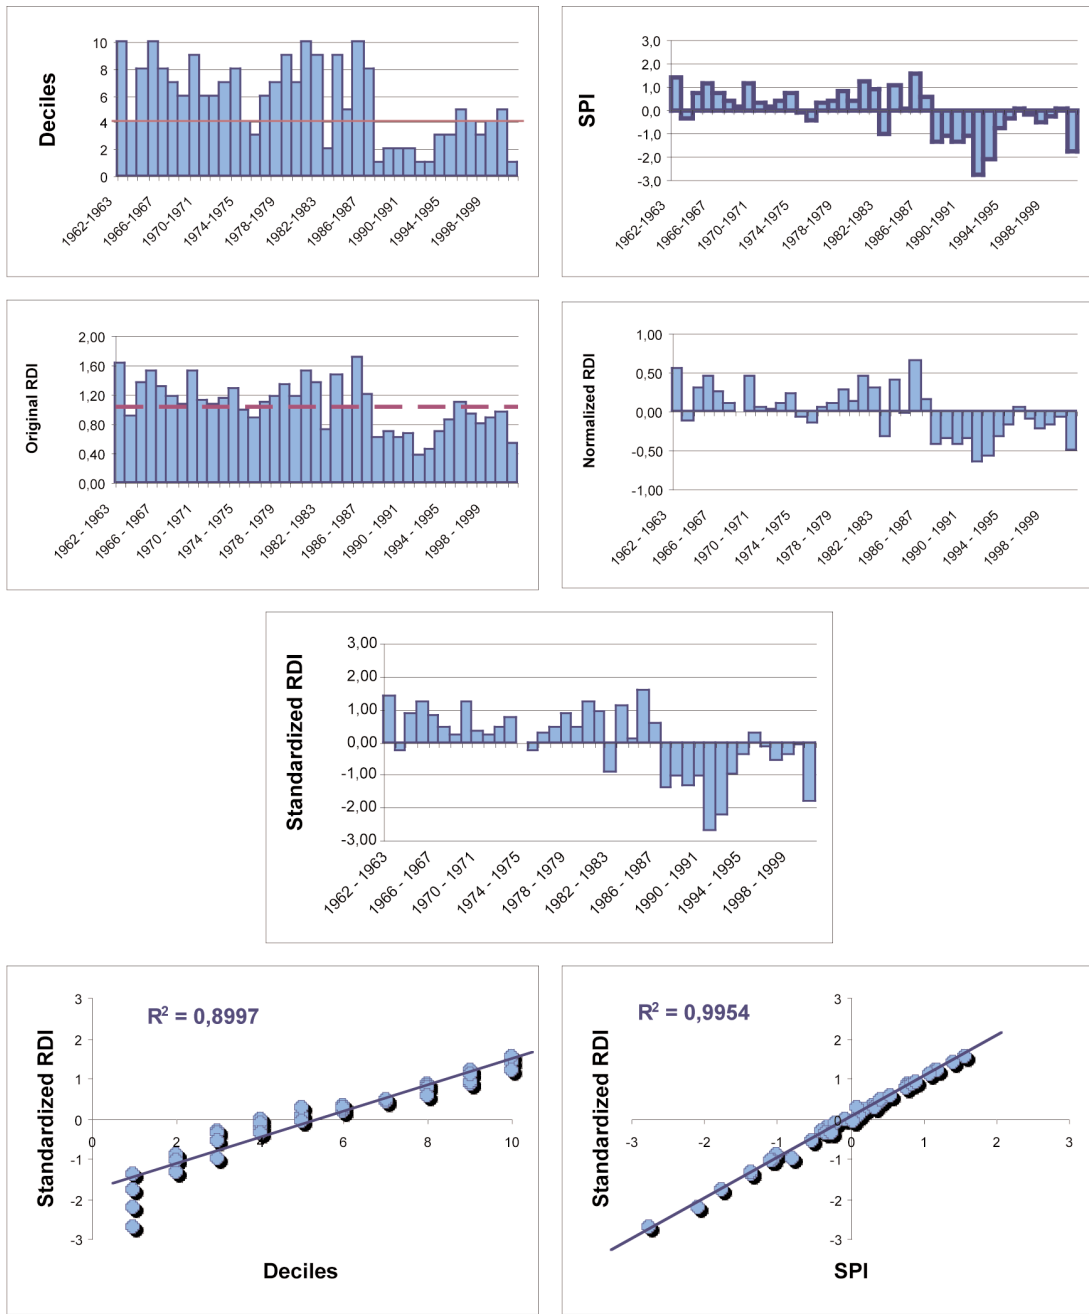 Deciles
10
8
6
4
2
0
1962-1963
1966-1967
1970-1971
1974-1975
1978-1979
1982-1983
1986-1987
1990-1991
1994-1995
1998-1999
SPI
3,0
2,0
1,0
0,0
-1,0
-2,0
-3,0
1962-1963
1966-1967
1970-1971
1974-1975
1978-1979
1982-1983
1986-1987
1990-1991
1994-1995
1998-1999
Original RDI
2,00
1,60
1,20
0,80
0,40
0,00
1962 - 1963
1966 - 1967
1970 - 1971
1974 - 1975
1978 - 1979
1982 - 1983
1986 - 1987
1990 - 1991
1994 - 1995
1998 - 1999
Normalized RDI
1,00
0,50
0,00
-0,50
-1,00
1962 - 1963
1966 - 1967
1970 - 1971
1974 - 1975
1978 - 1979
1982 - 1983
1986 - 1987
1990 - 1991
1994 - 1995
1998 - 1999
Standardized RDI
3,00
2,00
1,00
0,00
-1,00
-2,00
-3,00
1962 - 1963
1966 - 1967
1970 - 1971
1974 - 1975
1978 - 1979
1982 - 1983
1986 - 1987
1990 - 1991
1994 - 1995
1998 - 1999
Standardized RDI
R² = 0,8997
3
2
1
0
-1
-2
-3
0 2 4 6 8 10
Deciles
Standardized RDI
R² = 0,9954
3
2
1
0
-1
-2
-3
-3 -2 -1 0 1 2 3
SPI